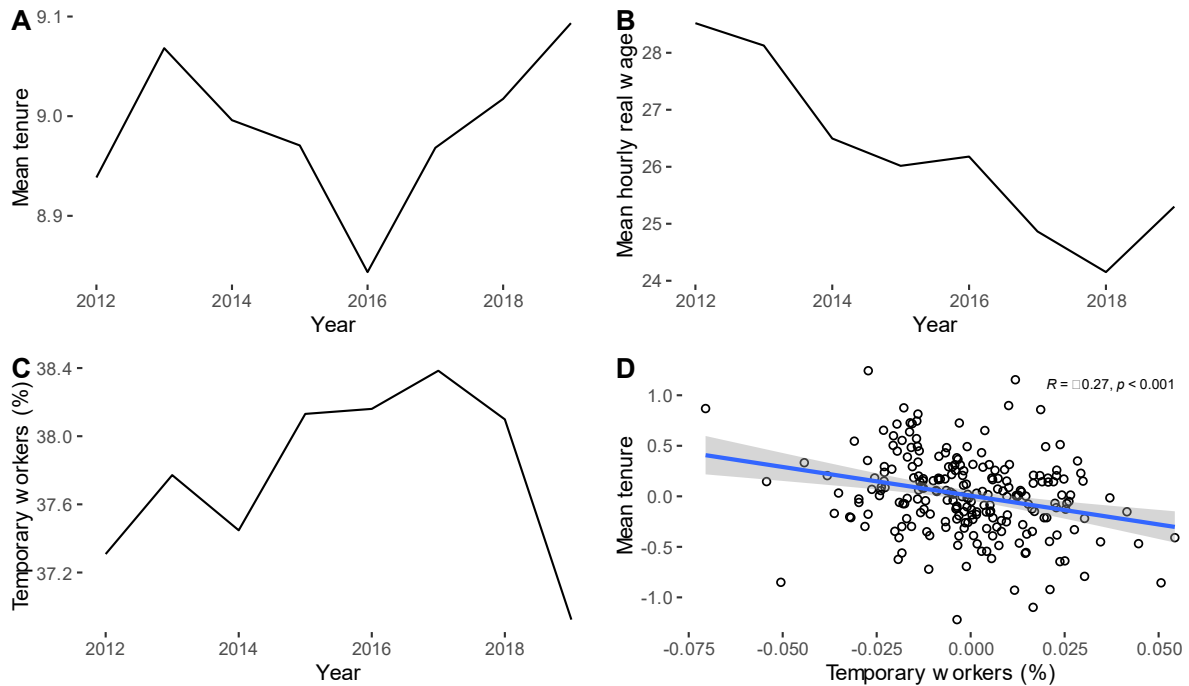 A
9.1
9.0
8.9
Mean tenure
2012
2014
2016
2018
Year
B
28
27
26
25
24
Mean hourly real wage
2012
2014
2016
2018
Year
C
38.4
38.0
37.6
37.2
Temporary workers (%)
2012
2014
2016
2018
Year
D
R = □0.27, p < 0.001
1.0
0.5
0.0
-0.5
-1.0
Mean tenure
-0.075
-0.050
-0.025
0.000
0.025
0.050
Temporary workers (%)